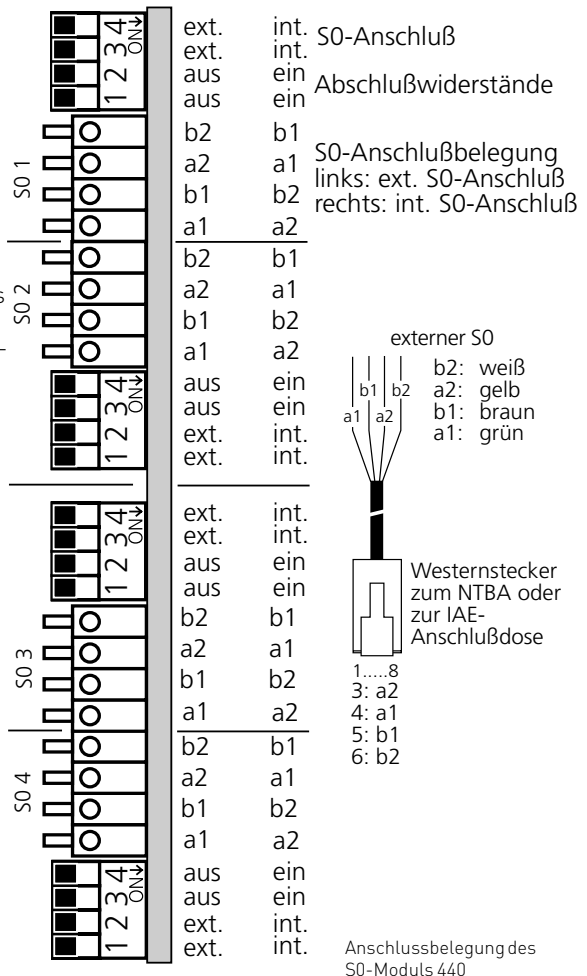 1 2 3 4 ON ext. int. S0-Anschluß
ext. int.
aus ein Abschlußwiderstände
aus ein
S0 1 b2 b1
a2 a1 S0-Anschlußbelegung
b1 b2 links: ext. S0-Anschluß
a1 a2 rechts: int. S0-Anschluß
S0 2 b2 b1
a2 a1
b1 b2
a1 a2
1 2 3 4 ON aus ein
aus ein
ext. int.
ext. int.
1 2 3 4 ON ext. int.
ext. int.
aus ein
aus ein
S0 3 b2 b1
a2 a1
b1 b2
a1 a2
S0 4 b2 b1
a2 a1
b1 b2
a1 a2
1 2 3 4 ON aus ein
aus ein
ext. int.
ext. int.
externer S0
b2: weiß
a2: gelb
b1: braun
a1: grün
b1 b2
a1 a2
Westernstecker
zum NTBA oder
zur IAE-
Anschlußdose
1.....8
3: a2
4: a1
5: b1
6: b2
Anschlussbelegung des
S0-Moduls 440